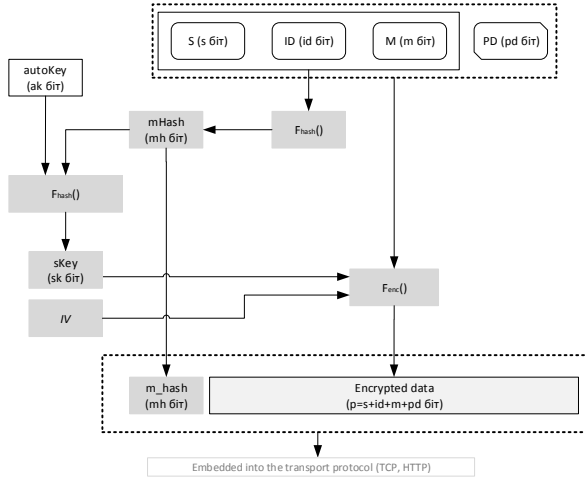 S (s біт)
ID (id біт)
M (m біт)
PD (pd біт)
autoKey
(ak біт)
mHash
(mh біт)
Fhash()
Fhash()
sKey
(sk біт)
Fenc()
IV
m_hash
(mh біт)
Encrypted data
(p=s+id+m+pd біт)
Embedded into the transport protocol (TCP, HTTP)